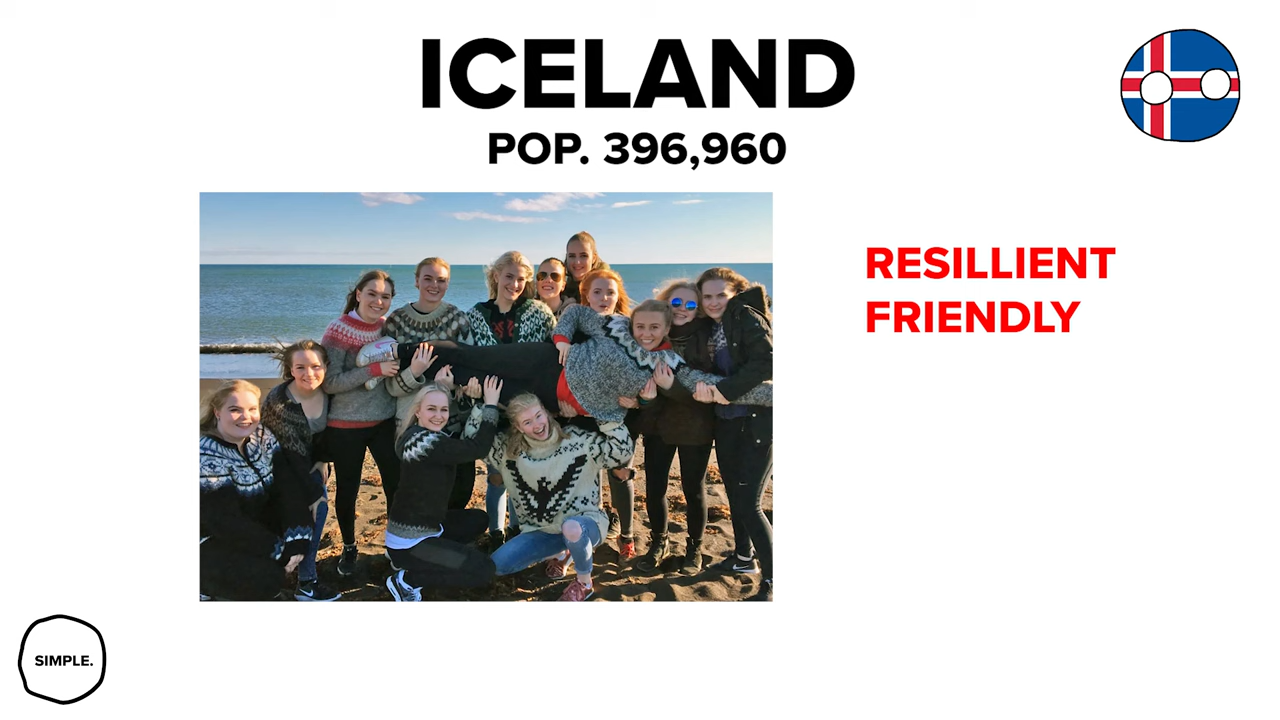 ICELAND
POP. 396,960
RESILLIENT
FRIENDLY
SIMPLE.